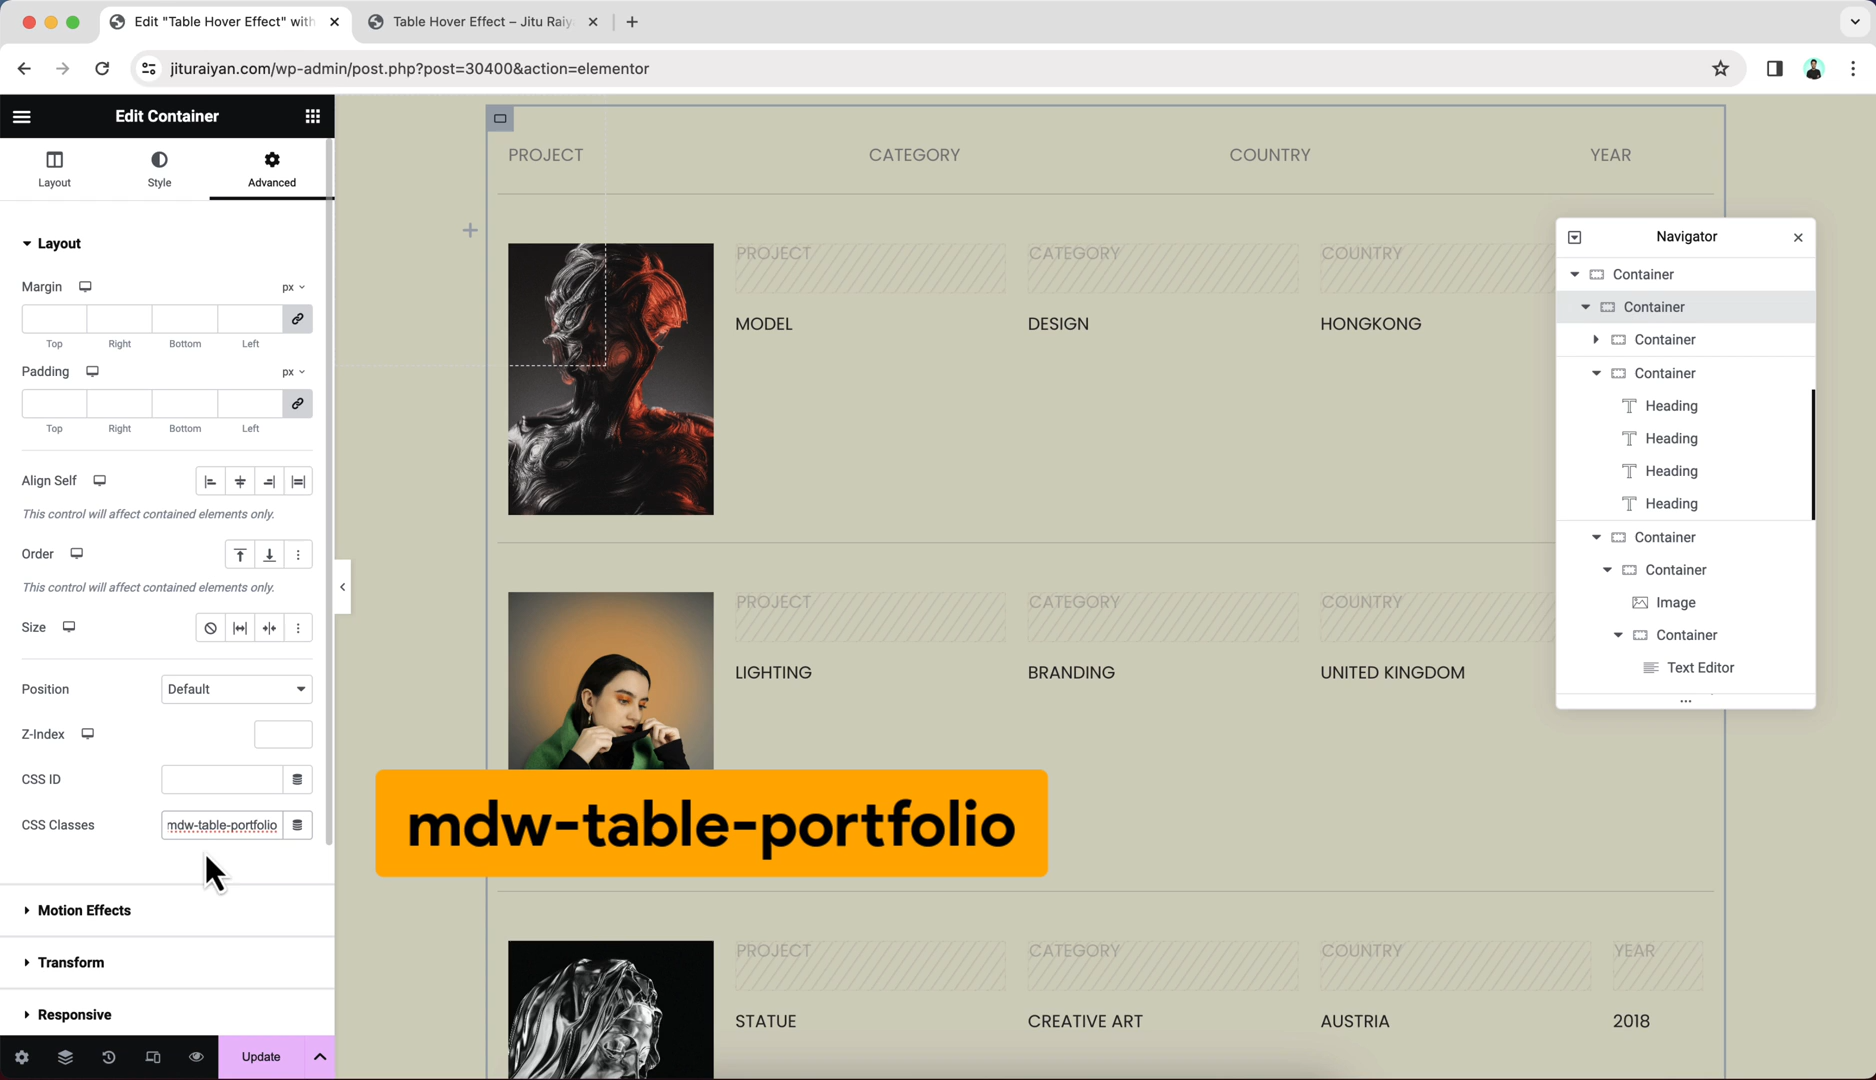 Edit "Table Hover Effect" with
Table Hover Effect – Jitu Raiy
jituraiyan.com/wp-admin/post.php?post=30400&action=elementor
Edit Container
Layout
Style
Advanced
Layout
Margin
px
Top Right Bottom Left
Padding
px
Top Right Bottom Left
Align Self
This control will affect contained elements only.
Order
This control will affect contained elements only.
Size
Position
Default
Z-Index
CSS ID
CSS Classes
mdw-table-portfolio
Motion Effects
Transform
Responsive
Update
PROJECT CATEGORY COUNTRY YEAR
PROJECT CATEGORY COUNTRY
MODEL DESIGN HONGKONG
PROJECT CATEGORY COUNTRY
LIGHTING BRANDING UNITED KINGDOM
mdw-table-portfolio
PROJECT CATEGORY COUNTRY YEAR
STATUE CREATIVE ART AUSTRIA 2018
Navigator
Container
Container
Container
Container
Heading
Heading
Heading
Heading
Container
Container
Image
Container
Text Editor